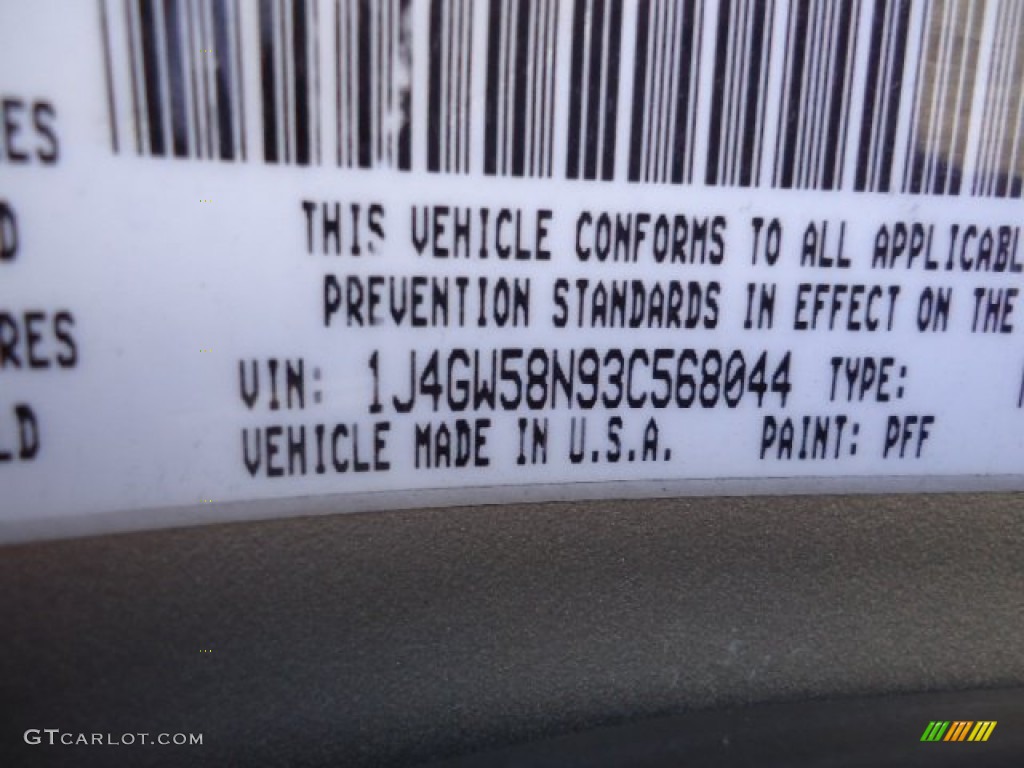 ES
D
RES
LD
THIS VEHICLE CONFORMS TO ALL APPLICABL
PREVENTION STANDARDS IN EFFECT ON THE
VIN: 1J4GW58N93C568044 TYPE:
VEHICLE MADE IN U.S.A. PAINT: PFF
GTCARLOT.COM